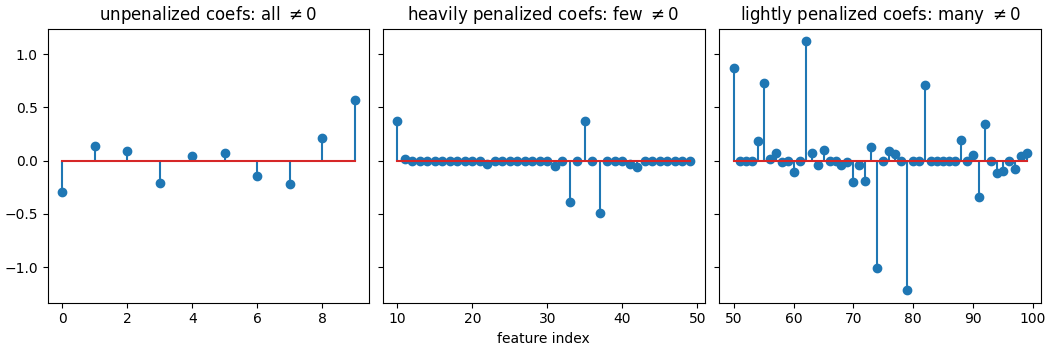 unpenalized coefs: all ≠0
heavily penalized coefs: few ≠0
lightly penalized coefs: many ≠0
1.0
0.5
0.0
−0.5
−1.0
0 2 4 6 8
10 20 30 40 50
50 60 70 80 90 100
feature index